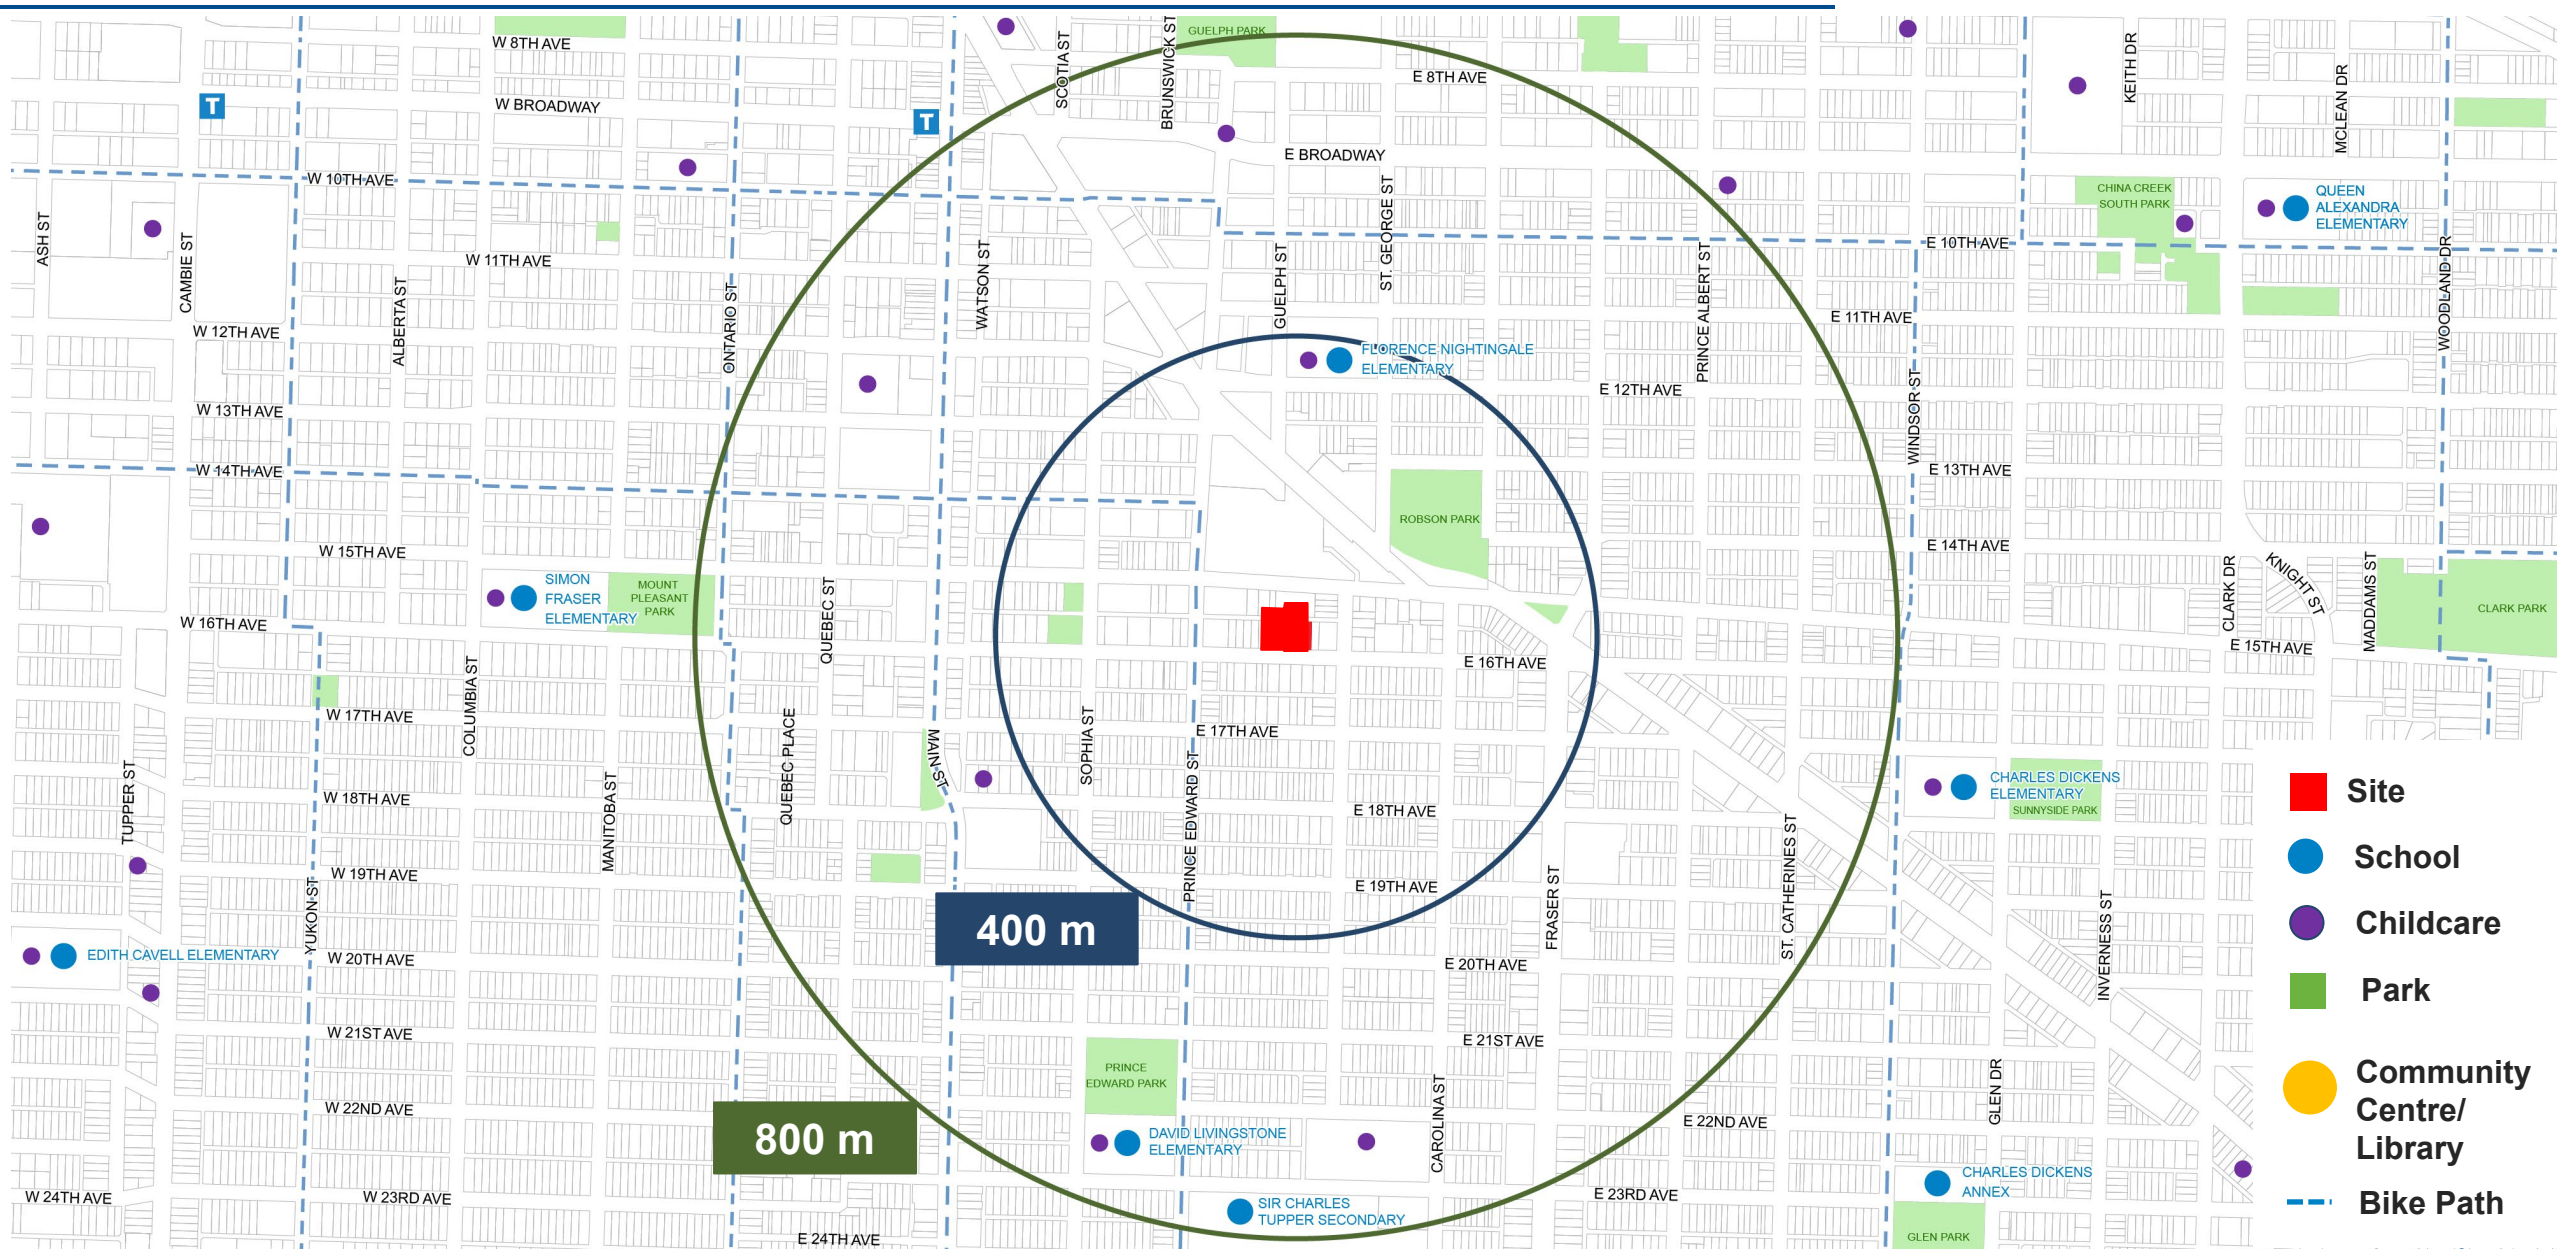 GUELPH PARK
W 8TH AVE
SCOTIA ST
BRUNSWICK ST
E 8TH AVE
KEITH DR
MCLEAN DR
T
W BROADWAY
T
E BROADWAY
W 10TH AVE
ST. GEORGE ST
CHINA CREEK
SOUTH PARK
QUEEN
ALEXANDRA
ELEMENTARY
ASH ST
CAMBIE ST
W 11TH AVE
WATSON ST
GUELPH ST
PRINCE ALBERT ST
E 10TH AVE
WOODLAND DR
ALBERTA ST
ONTARIO ST
W 12TH AVE
E 11TH AVE
FLORENCE NIGHTINGALE
ELEMENTARY
E 12TH AVE
WINDSOR ST
W 13TH AVE
W 14TH AVE
E 13TH AVE
ROBSON PARK
W 15TH AVE
E 14TH AVE
SIMON
FRASER
ELEMENTARY
MOUNT
PLEASANT
PARK
QUEBEC ST
CLARK DR
KNIGHT ST
MADDAMS ST
CLARK PARK
W 16TH AVE
E 16TH AVE
E 15TH AVE
COLUMBIA ST
W 17TH AVE
QUEBEC PLACE
MAIN ST
SOPHIA ST
E 17TH AVE
PRINCE EDWARD ST
TUPPER ST
W 18TH AVE
MANITOBA ST
E 18TH AVE
CHARLES DICKENS
ELEMENTARY
SUNNYSIDE PARK
ST. CATHERINES ST
Site
School
W 19TH AVE
E 19TH AVE
YUKON ST
FRASER ST
INVERNESS ST
400 m
Childcare
EDITH CAVELL ELEMENTARY
W 20TH AVE
E 20TH AVE
Park
W 21ST AVE
E 21ST AVE
PRINCE
EDWARD PARK
CAROLINA ST
GLEN DR
Community
Centre/
Library
W 22ND AVE
E 22ND AVE
800 m
DAVID LIVINGSTONE
ELEMENTARY
CHARLES DICKENS
ANNEX
W 24TH AVE
W 23RD AVE
E 23RD AVE
SIR CHARLES
TUPPER SECONDARY
Bike Path
E 24TH AVE
GLEN PARK